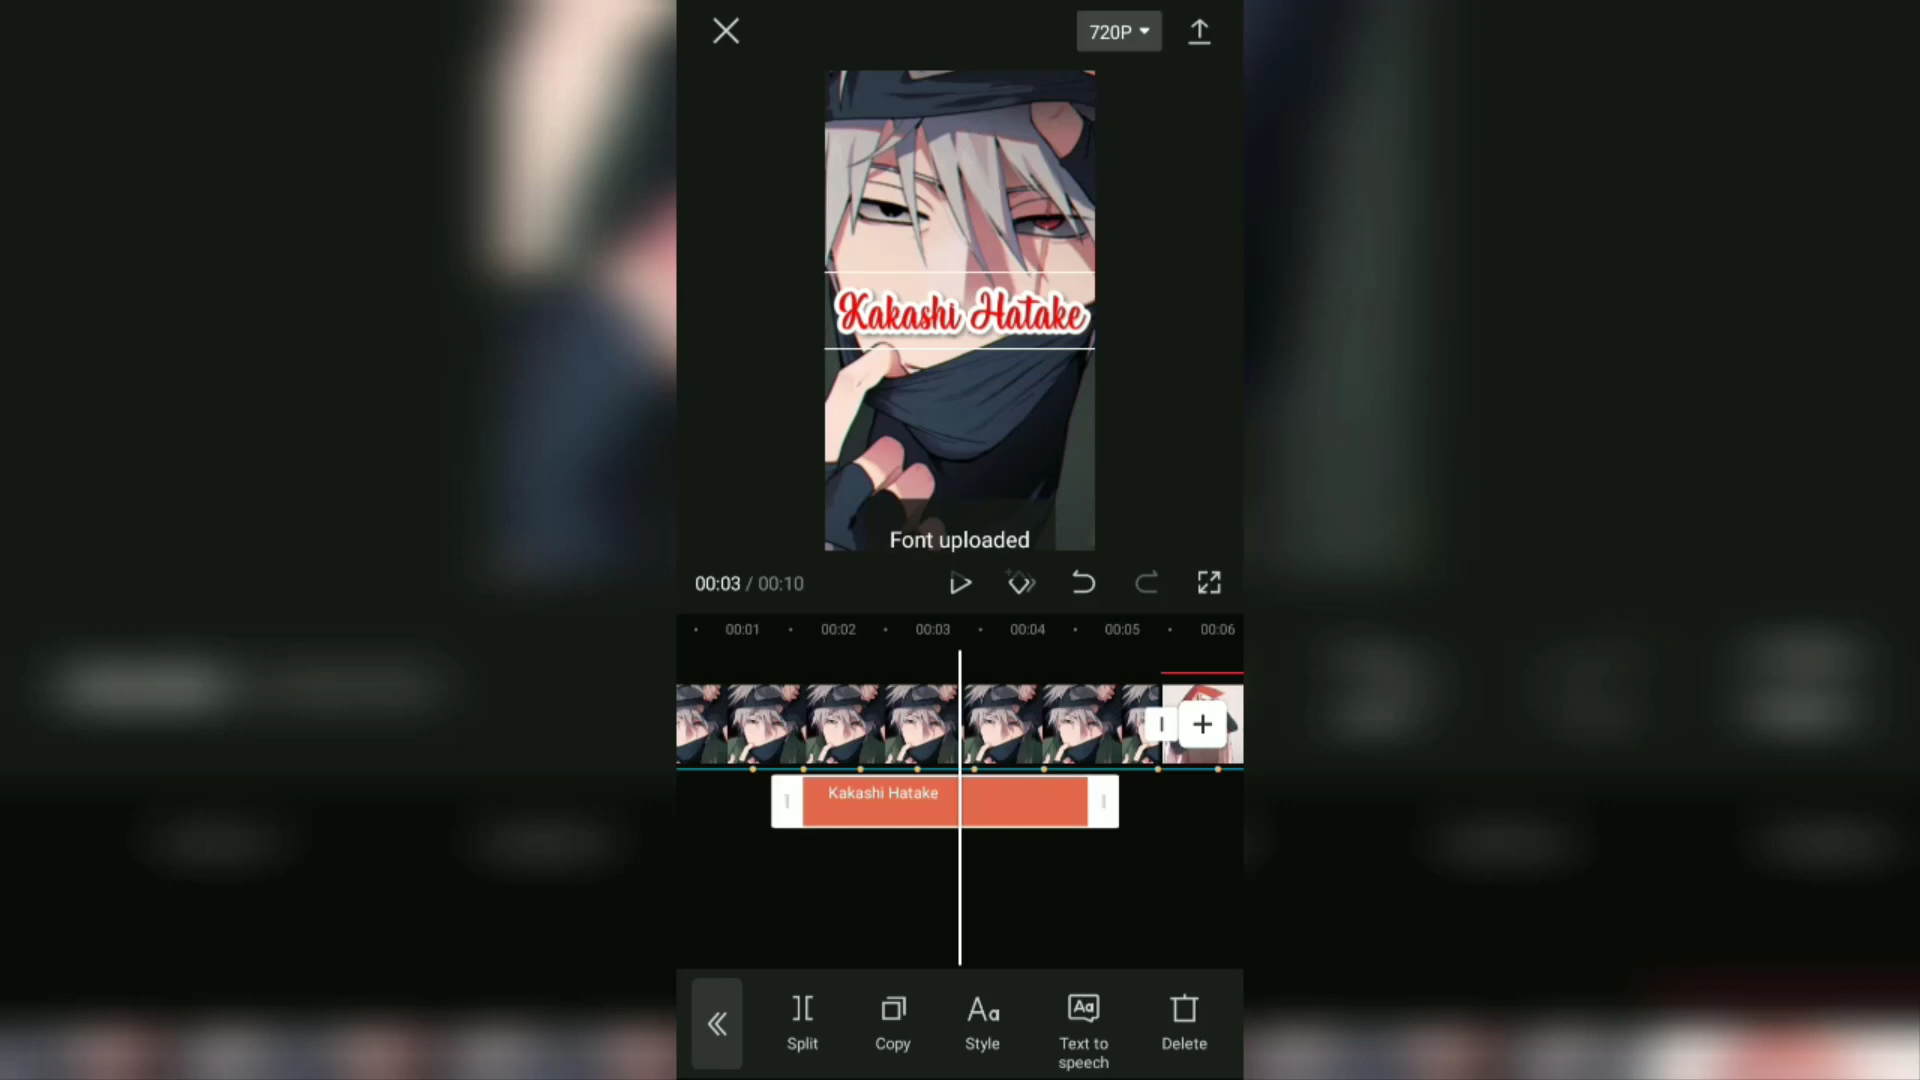 720P
Kakashi Hatake
Font uploaded
00:03 / 00:10
00:01 00:02 00:03 00:04 00:05 00:06
Kakashi Hatake
Split Copy Style Text to speech Delete